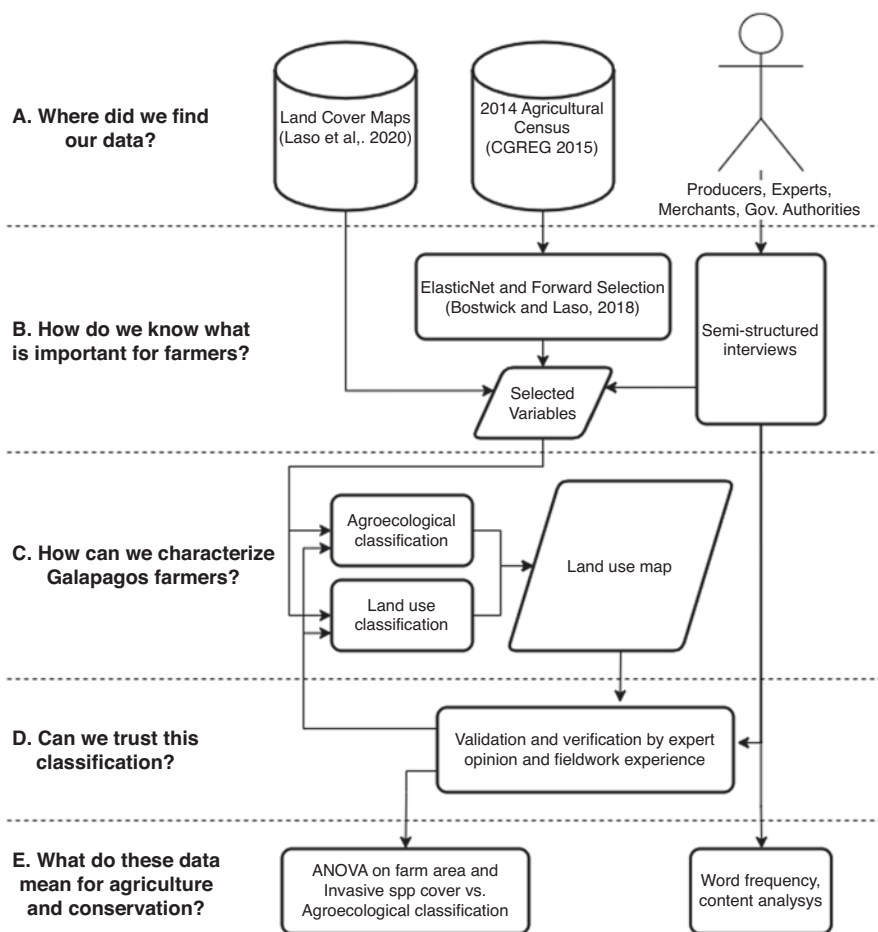 A. Where did we find
our data?
Land Cover Maps
(Laso et al,. 2020)
2014 Agricultural
Census
(CGREG 2015)
Producers, Experts,
Merchants, Gov. Authorities
B. How do we know what
is important for farmers?
ElasticNet and Forward Selection
(Bostwick and Laso, 2018)
Semi-structured
interviews
Selected
Variables
C. How can we characterize
Galapagos farmers?
Agroecological
classification
Land use
classification
Land use map
D. Can we trust this
classification?
Validation and verification by expert
opinion and fieldwork experience
E. What do these data
mean for agriculture
and conservation?
ANOVA on farm area and
Invasive spp cover vs.
Agroecological classification
Word frequency,
content analysys